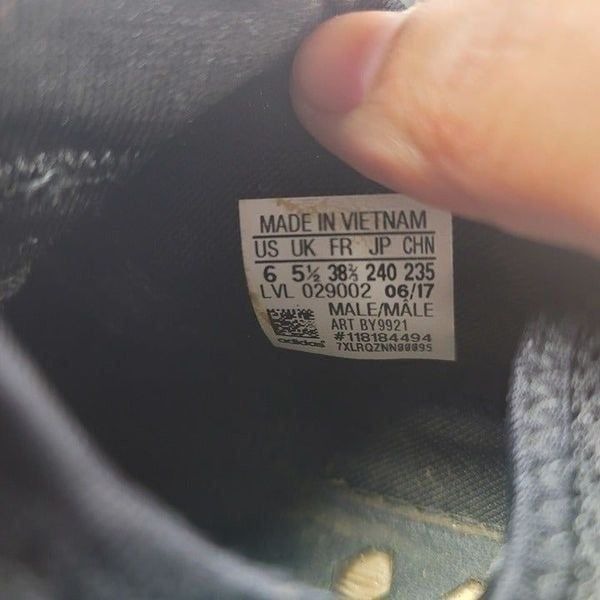 MADE IN VIETNAM
US UK FR JP CHN
6 5½ 38⅔ 240 235
LVL 029002 06/17
MALE/MÂLE
ART BY9921
#118184494
adidas